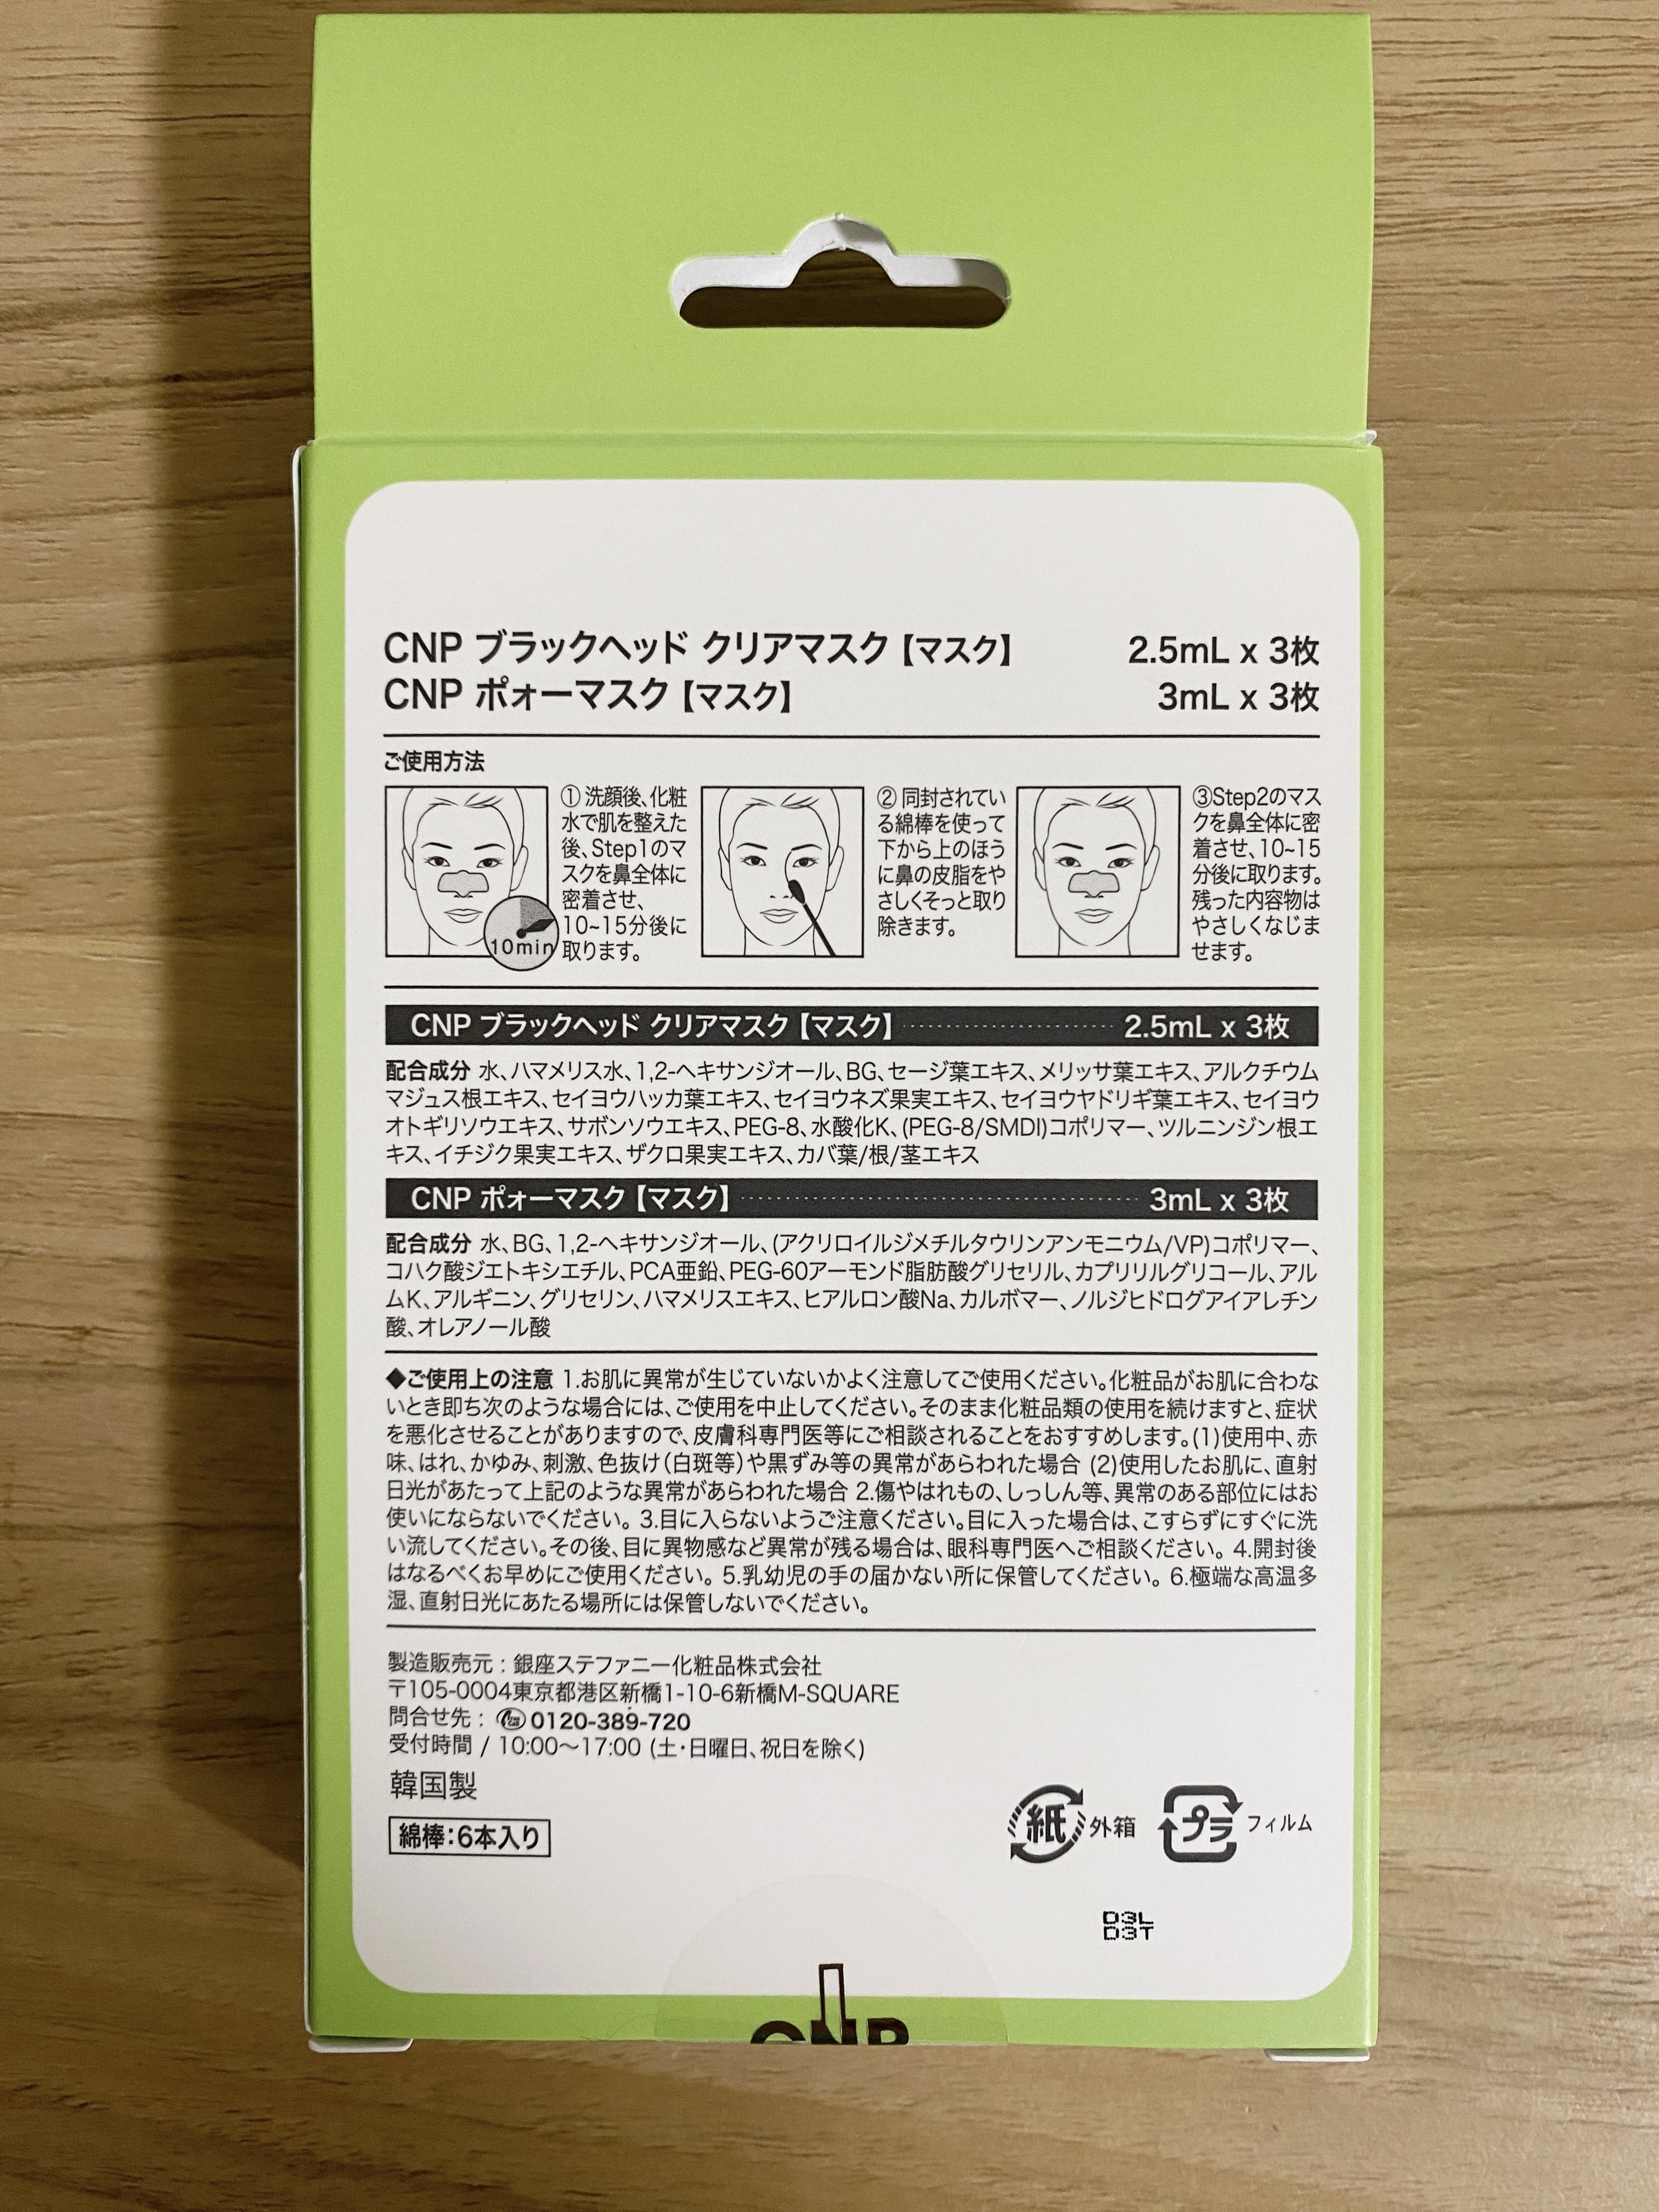 CNP ブラックヘッド クリアマスク【マスク】 2.5mL x 3枚
CNP ポォーマスク【マスク】 3mL x 3枚
ご使用方法
① 洗顔後、化粧
水で肌を整えた
後、Step1のマ
スクを鼻全体に
密着させ、
10~15分後に
取ります。
10min
② 同封されてい
る綿棒を使って
下から上のほう
に鼻の皮脂をや
さしくそっと取り
除きます。
③Step2のマス
クを鼻全体に密
着させ、10~15
分後に取ります。
残った内容物は
やさしくなじま
せます。
CNP ブラックヘッド クリアマスク【マスク】 2.5mL x 3枚
配合成分 水、ハマメリス水、1,2-ヘキサンジオール、BG、セージ葉エキス、メリッサ葉エキス、アルクチウム
マジュス根エキス、セイヨウハッカ葉エキス、セイヨウネズ果実エキス、セイヨウヤドリギ葉エキス、セイヨウ
オトギリソウエキス、サボンソウエキス、PEG-8、水酸化K、(PEG-8/SMDI)コポリマー、ツルニンジン根エ
キス、イチジク果実エキス、ザクロ果実エキス、カバ葉/根/茎エキス
CNP ポォーマスク【マスク】 3mL x 3枚
配合成分 水、BG、1,2-ヘキサンジオール、(アクリロイルジメチルタウリンアンモニウム/VP)コポリマー、
コハク酸ジエトキシエチル、PCA亜鉛、PEG-60アーモンド脂肪酸グリセリル、カプリリルグリコール、アル
ムK、アルギニン、グリセリン、ハマメリスエキス、ヒアルロン酸Na、カルボマー、ノルジヒドログアイアレチン
酸、オレアノール酸
◆ご使用上の注意 1.お肌に異常が生じていないかよく注意してご使用ください。化粧品がお肌に合わな
いとき即ち次のような場合には、ご使用を中止してください。そのまま化粧品類の使用を続けますと、症状
を悪化させることがありますので、皮膚科専門医等にご相談されることをおすすめします。(1)使用中、赤
味、はれ、かゆみ、刺激、色抜け(白斑等)や黒ずみ等の異常があらわれた場合 (2)使用したお肌に、直射
日光があたって上記のような異常があらわれた場合 2.傷やはれもの、しっしん等、異常のある部位にはお
使いにならないでください。 3.目に入らないようご注意ください。目に入った場合は、こすらずにすぐに洗
い流してください。その後、目に異物感など異常が残る場合は、眼科専門医へご相談ください。 4.開封後
はなるべくお早めにご使用ください。 5.乳幼児の手の届かない所に保管してください。 6.極端な高温多
湿、直射日光にあたる場所には保管しないでください。
製造販売元 : 銀座ステファニー化粧品株式会社
〒105-0004東京都港区新橋1-10-6新橋M-SQUARE
問合せ先 : 0120-389-720
受付時間 / 10:00～17:00 (土・日曜日、祝日を除く)
韓国製
綿棒:6本入り
紙 外箱 プラ フィルム
D3L
D3T
CNP